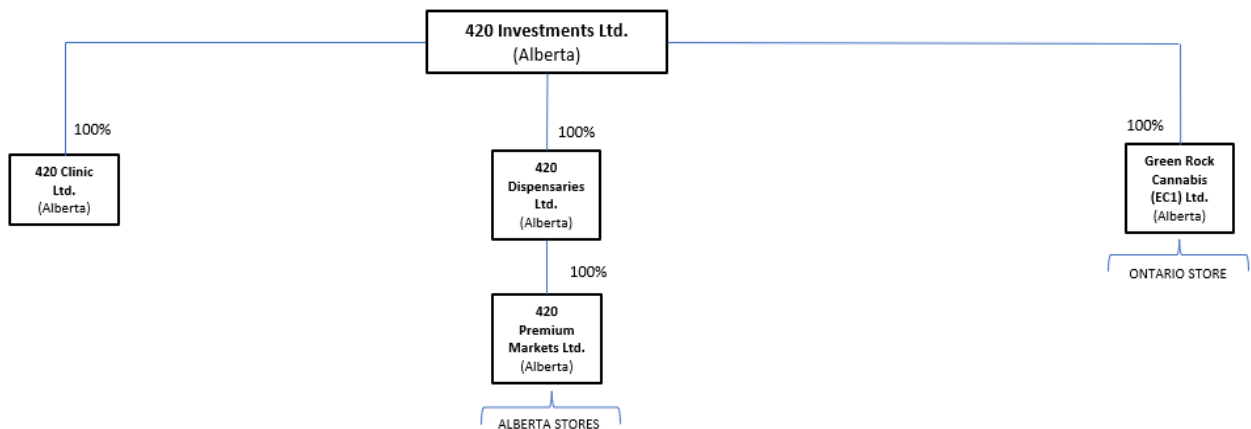 420 Investments Ltd.
(Alberta)
100%
100%
100%
420 Clinic
Ltd.
(Alberta)
420
Dispensaries
Ltd.
(Alberta)
Green Rock
Cannabis
(EC1) Ltd.
(Alberta)
100%
ONTARIO STORE
420
Premium
Markets Ltd.
(Alberta)
ALBERTA STORES